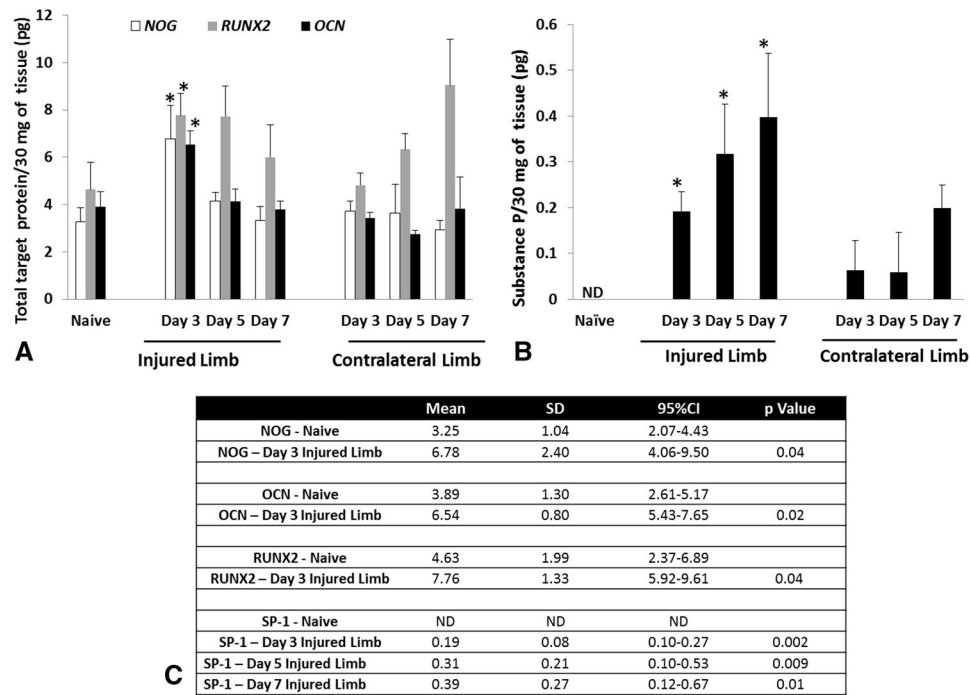 12
10
8
6
4
2
0
Total target protein/30 mg of tissue (pg)
NOG RUNX2 OCN
* * *
Naive Day 3 Day 5 Day 7 Day 3 Day 5 Day 7
Injured Limb Contralateral Limb
A
0.6
0.5
0.4
0.3
0.2
0.1
0
Substance P/30 mg of tissue (pg)
* * *
ND
Naïve Day 3 Day 5 Day 7 Day 3 Day 5 Day 7
Injured Limb Contralateral Limb
B
Mean SD 95%CI p Value
NOG - Naive 3.25 1.04 2.07-4.43
NOG – Day 3 Injured Limb 6.78 2.40 4.06-9.50 0.04
OCN - Naive 3.89 1.30 2.61-5.17
OCN – Day 3 Injured Limb 6.54 0.80 5.43-7.65 0.02
RUNX2 - Naive 4.63 1.99 2.37-6.89
RUNX2 – Day 3 Injured Limb 7.76 1.33 5.92-9.61 0.04
SP-1 - Naive ND ND ND
SP-1 – Day 3 Injured Limb 0.19 0.08 0.10-0.27 0.002
SP-1 – Day 5 Injured Limb 0.31 0.21 0.10-0.53 0.009
SP-1 – Day 7 Injured Limb 0.39 0.27 0.12-0.67 0.01
C